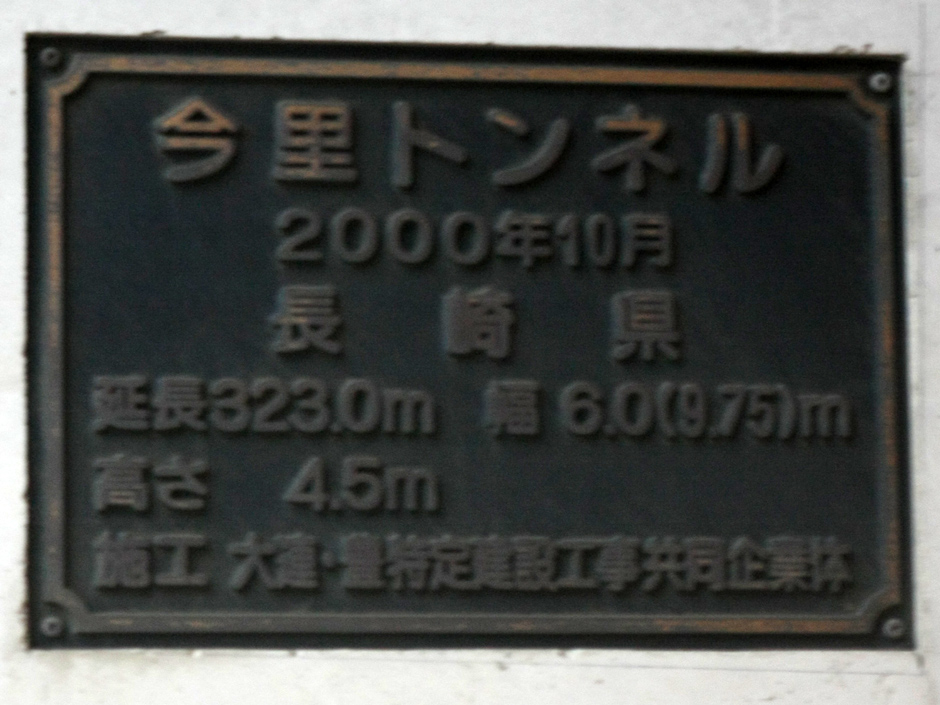 今里トンネル
2000年10月
長崎県
延長323.0m 幅 6.0(9.75)m
高さ 4.5m
施工 特定建設工事共同企業体